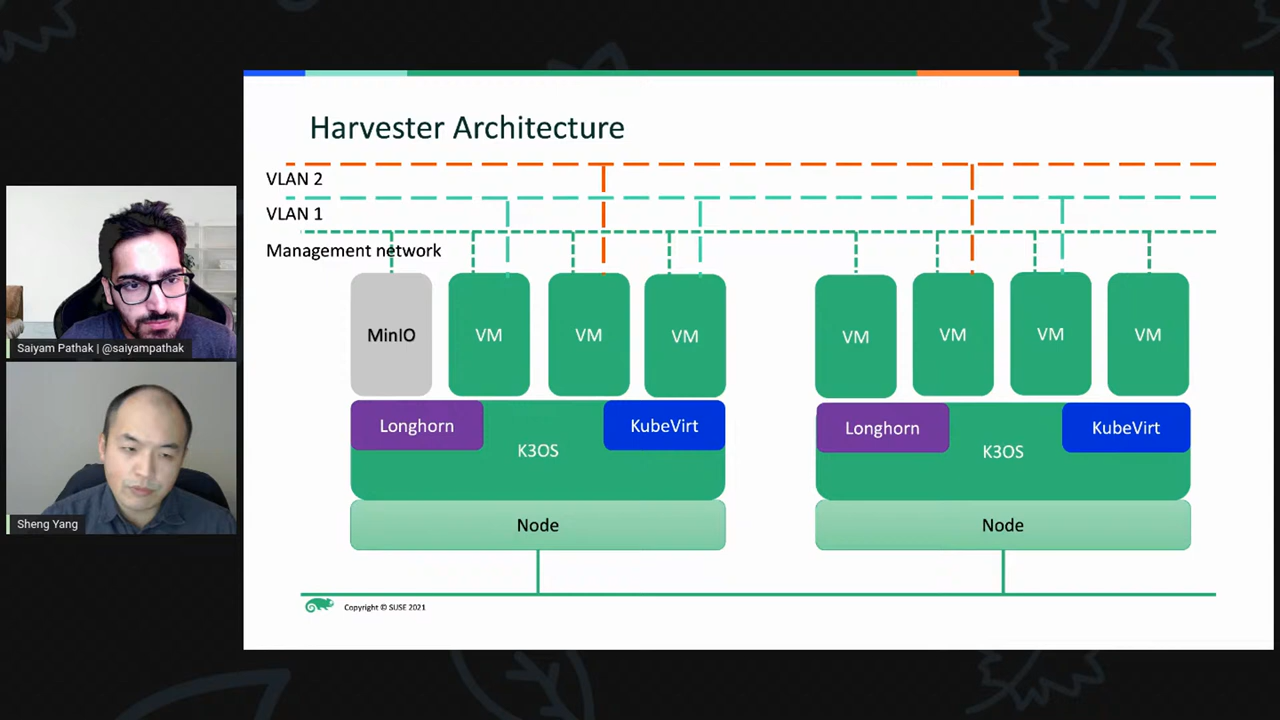 Harvester Architecture
VLAN 2
VLAN 1
Management network
MinIO
VM
VM
VM
VM
VM
VM
VM
Longhorn
K3OS
KubeVirt
Longhorn
K3OS
KubeVirt
Node
Node
Copyright © SUSE 2021
Saiyam Pathak | @saiyampathak
Sheng Yang